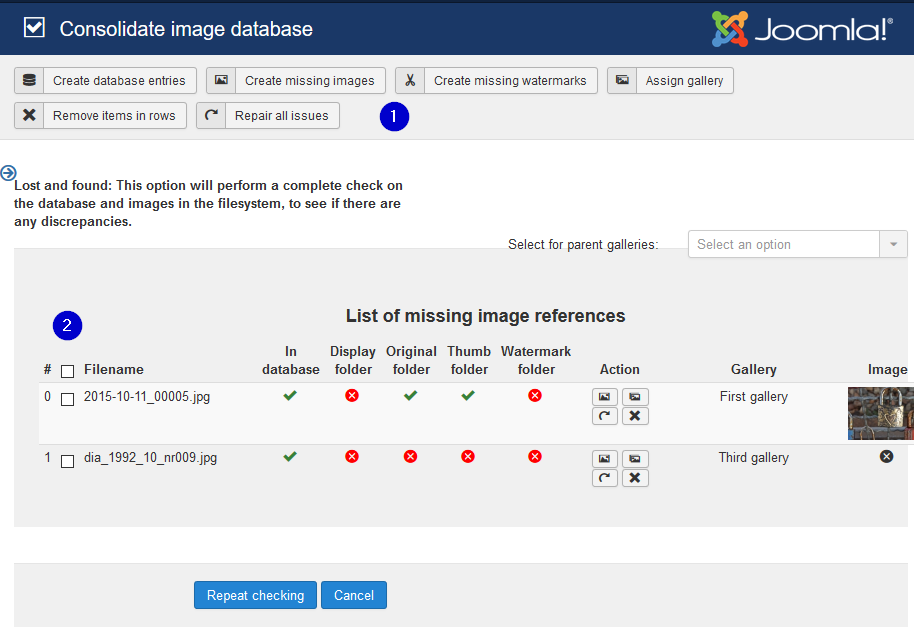 Consolidate image database
Joomla!®
Create database entries Create missing images Create missing watermarks Assign gallery
Remove items in rows Repair all issues 1
Lost and found: This option will perform a complete check on
the database and images in the filesystem, to see if there are
any discrepancies.
Select for parent galleries: Select an option
2
List of missing image references
In Display Original Thumb Watermark
# Filename database folder folder folder folder Action Gallery Image
0 2015-10-11_00005.jpg First gallery
1 dia_1992_10_nr009.jpg Third gallery
Repeat checking Cancel